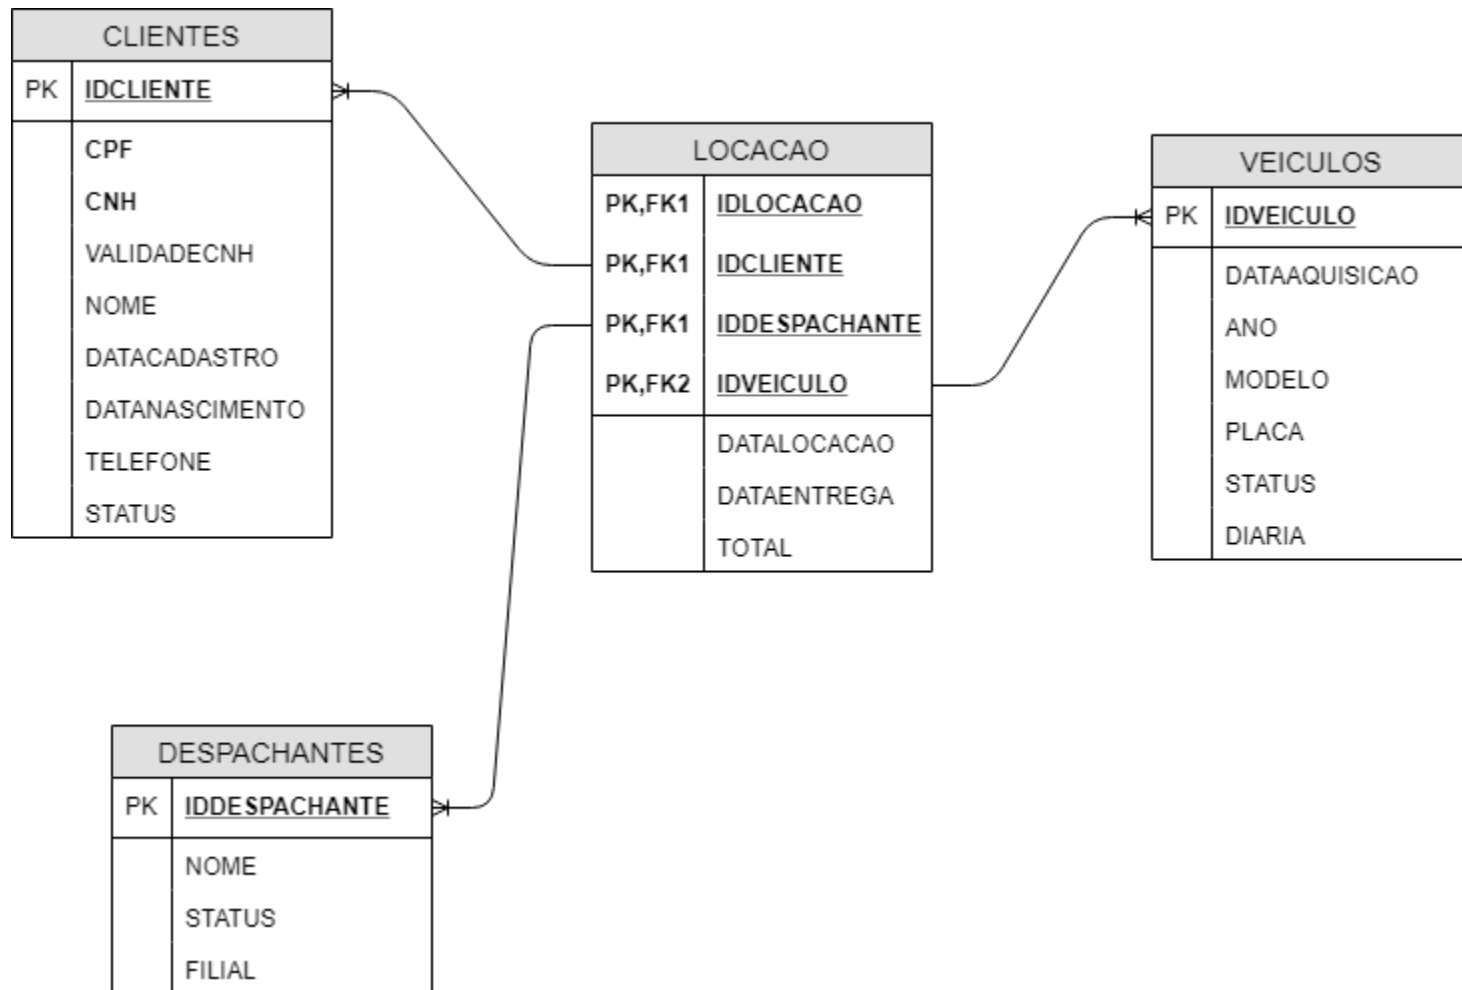 CLIENTES
PK IDCLIENTE
CPF
CNH
VALIDADECNH
NOME
DATACADASTRO
DATANASCIMENTO
TELEFONE
STATUS
LOCACAO
PK,FK1 IDLOCACAO
PK,FK1 IDCLIENTE
PK,FK1 IDDESPACHANTE
PK,FK2 IDVEICULO
DATALOCACAO
DATAENTREGA
TOTAL
VEICULOS
PK IDVEICULO
DATAAQUISICAO
ANO
MODELO
PLACA
STATUS
DIARIA
DESPACHANTES
PK IDDESPACHANTE
NOME
STATUS
FILIAL